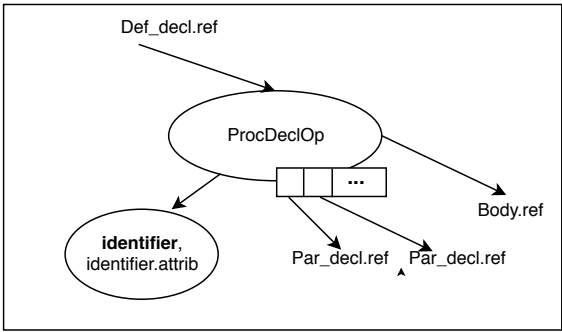 Def_decl.ref
ProcDeclOp
...
Body.ref
identifier,
identifier.attrib
Par_decl.ref Par_decl.ref